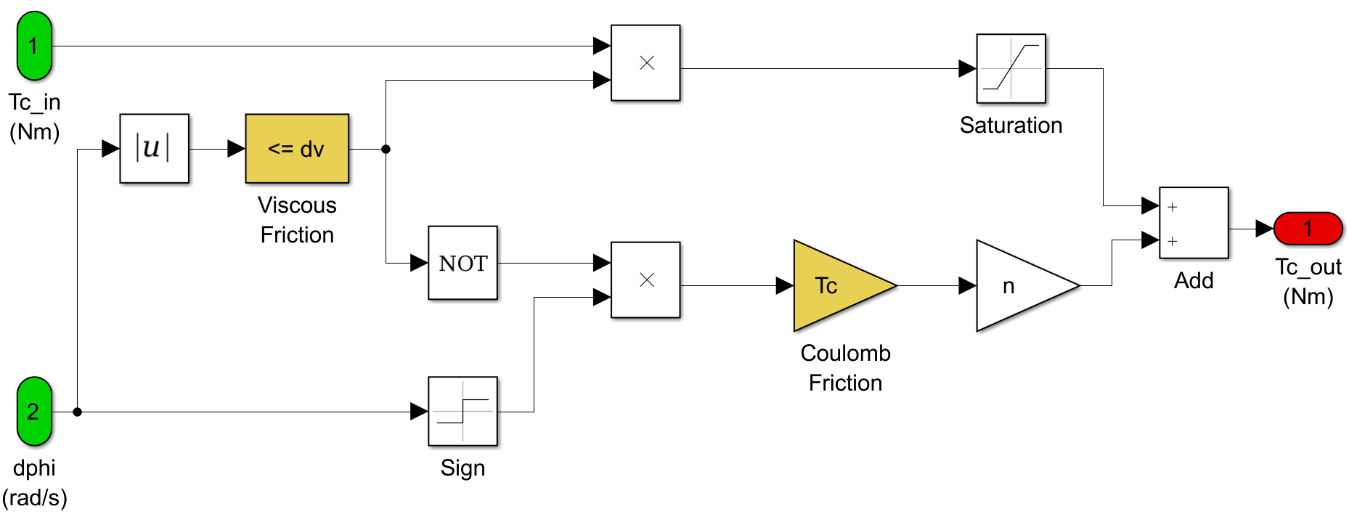 1
Tc_in
(Nm)
×
Saturation
|u|
<= dv
Viscous
Friction
NOT
×
Tc
Coulomb
Friction
n
+
+
Add
1
Tc_out
(Nm)
2
dphi
(rad/s)
Sign